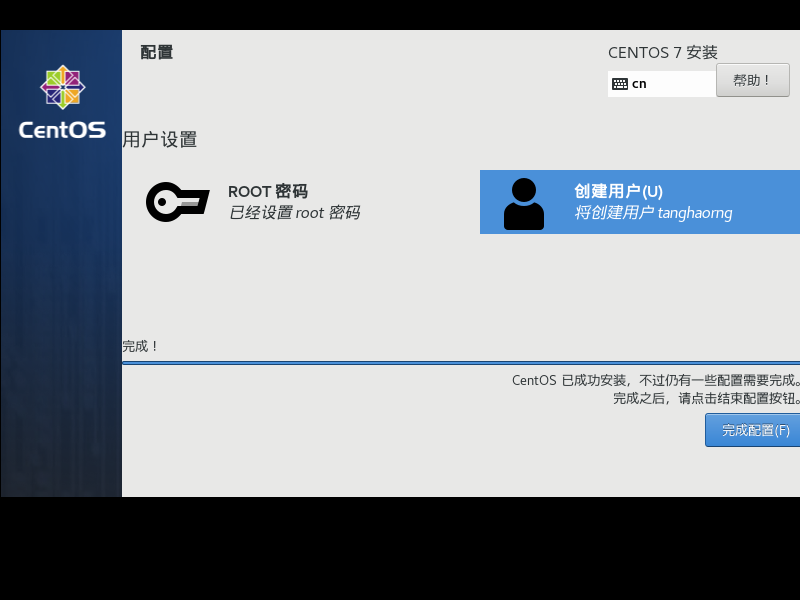 配置
CENTOS 7 安装
cn
帮助！
CentOS
用户设置
ROOT 密码
已经设置 root 密码
创建用户(U)
将创建用户 tanghaorng
完成！
CentOS 已成功安装，不过仍有一些配置需要完成。
完成之后，请点击结束配置按钮。
完成配置(F)